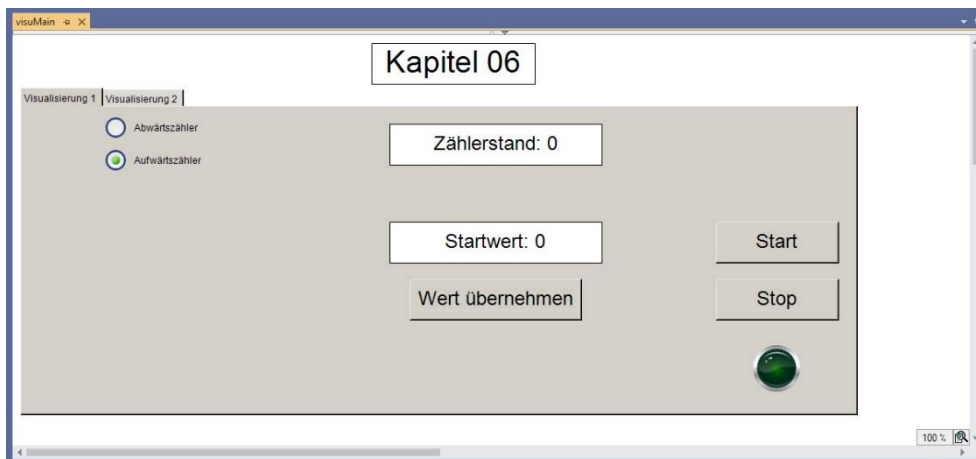 visuMain
Kapitel 06
Visualisierung 1 Visualisierung 2
Abwärtszähler
Aufwärtszähler
Zählerstand: 0
Startwert: 0
Start
Wert übernehmen
Stop
100 %